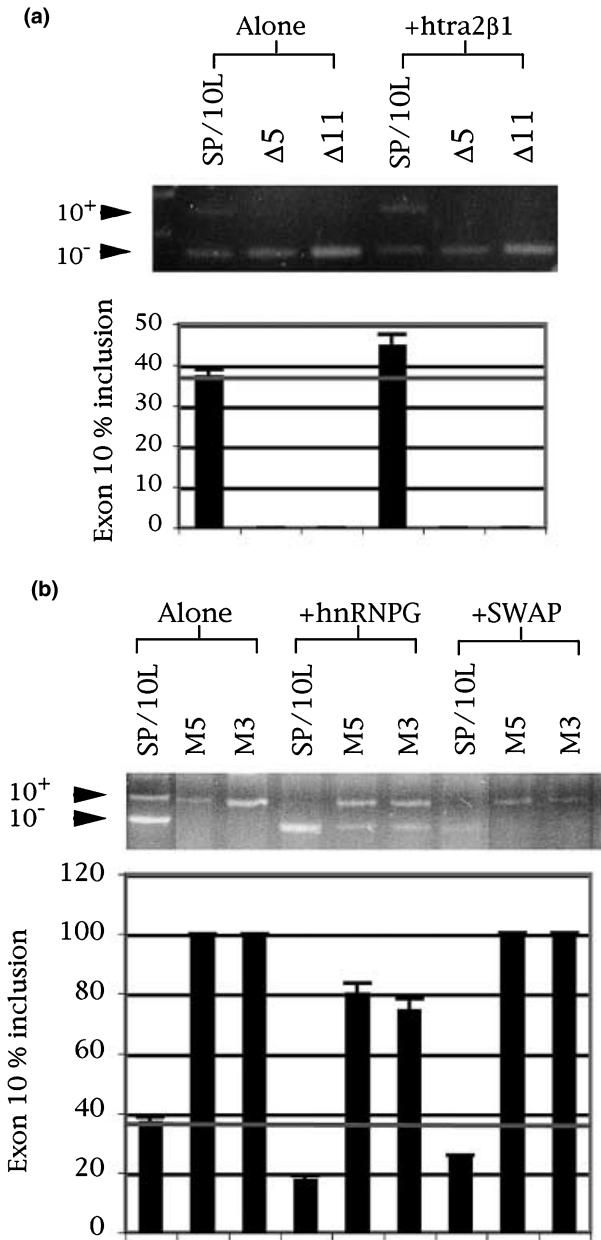 (a)
Alone +htra2β1
SP/10L Δ5 Δ11 SP/10L Δ5 Δ11
10+
10-
Exon 10 % inclusion
50
40
30
20
10
0
(b)
Alone +hnRNPG +SWAP
SP/10L M5 M3 SP/10L M5 M3 SP/10L M5 M3
10+
10-
Exon 10 % inclusion
120
100
80
60
40
20
0